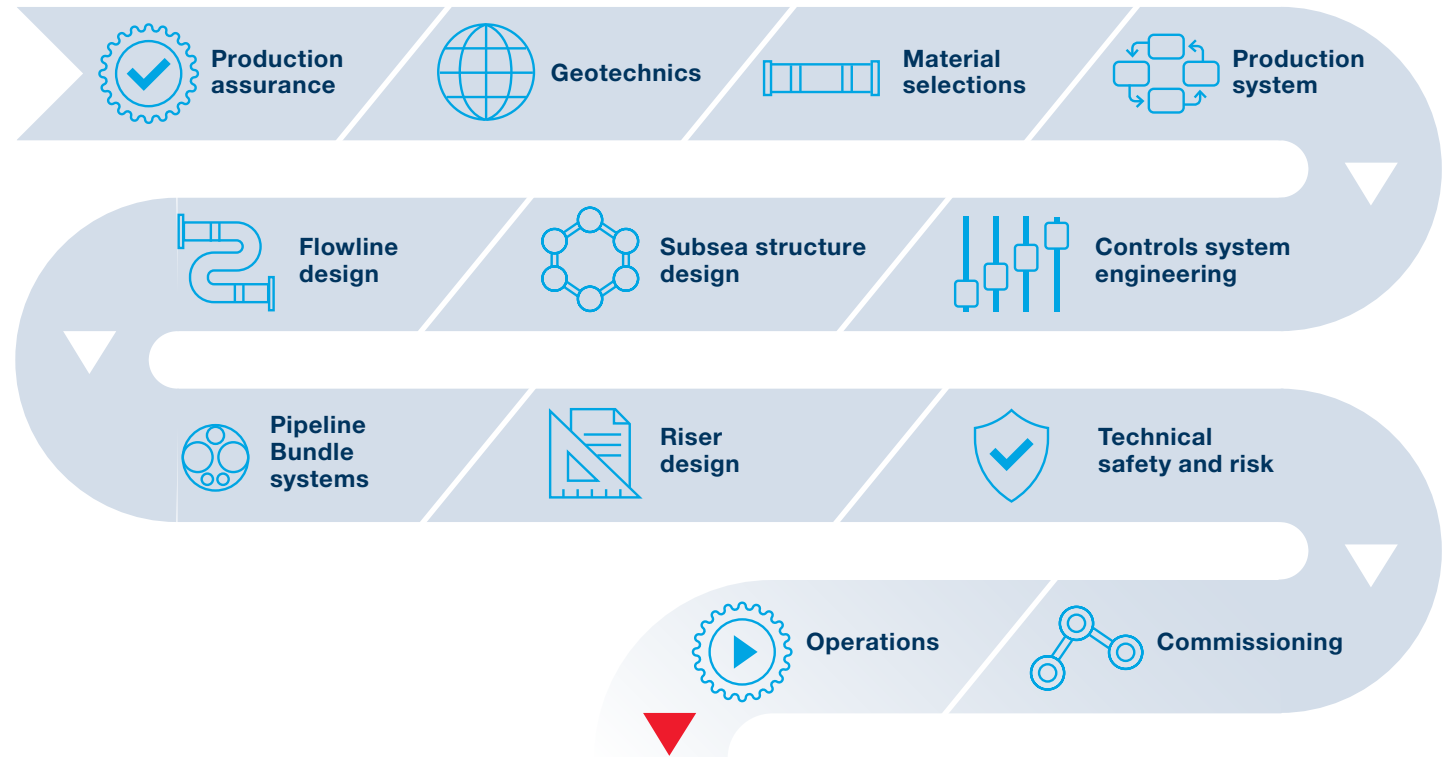 Production
assurance
Geotechnics
Material
selections
Production
system
Controls system
engineering
Subsea structure
design
Flowline
design
Pipeline
Bundle
systems
Riser
design
Technical
safety and risk
Commissioning
Operations